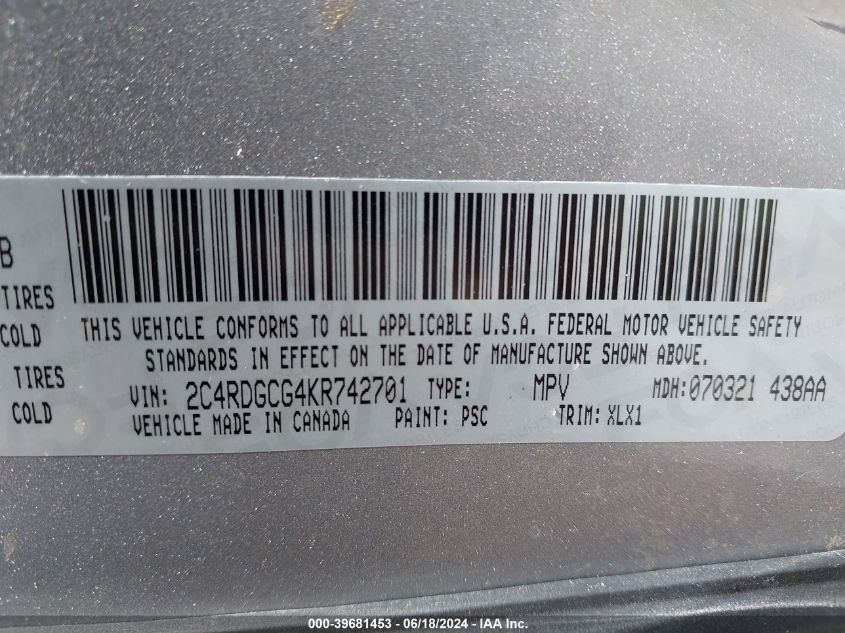 B
TIRES
COLD
TIRES
COLD
THIS VEHICLE CONFORMS TO ALL APPLICABLE U.S.A. FEDERAL MOTOR VEHICLE SAFETY
STANDARDS IN EFFECT ON THE DATE OF MANUFACTURE SHOWN ABOVE.
VIN: 2C4RDGCG4KR742701 TYPE: MPV MDH:070321 438AA
VEHICLE MADE IN CANADA PAINT: PSC TRIM: XLX1
000-39681453 - 06/18/2024 - IAA Inc.